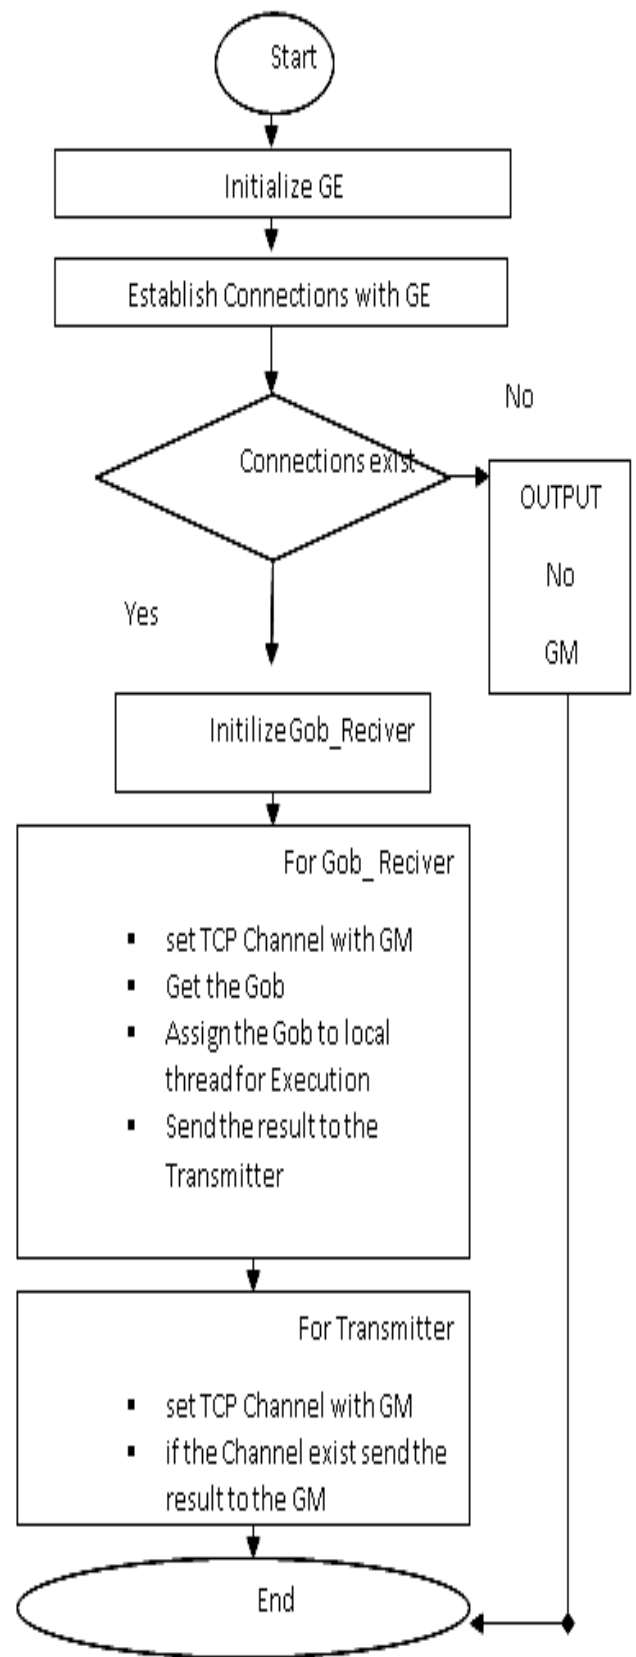 Start
Initialize GE
Establish Connections with GE
No
Connections exist
OUTPUT
No
GM
Yes
Initilize Gob_Reciver
For Gob_ Reciver
▪ set TCP Channel with GM
▪ Get the Gob
▪ Assign the Gob to local
thread for Execution
▪ Send the result to the
Transmitter
For Transmitter
▪ set TCP Channel with GM
▪ if the Channel exist send the
result to the GM
End